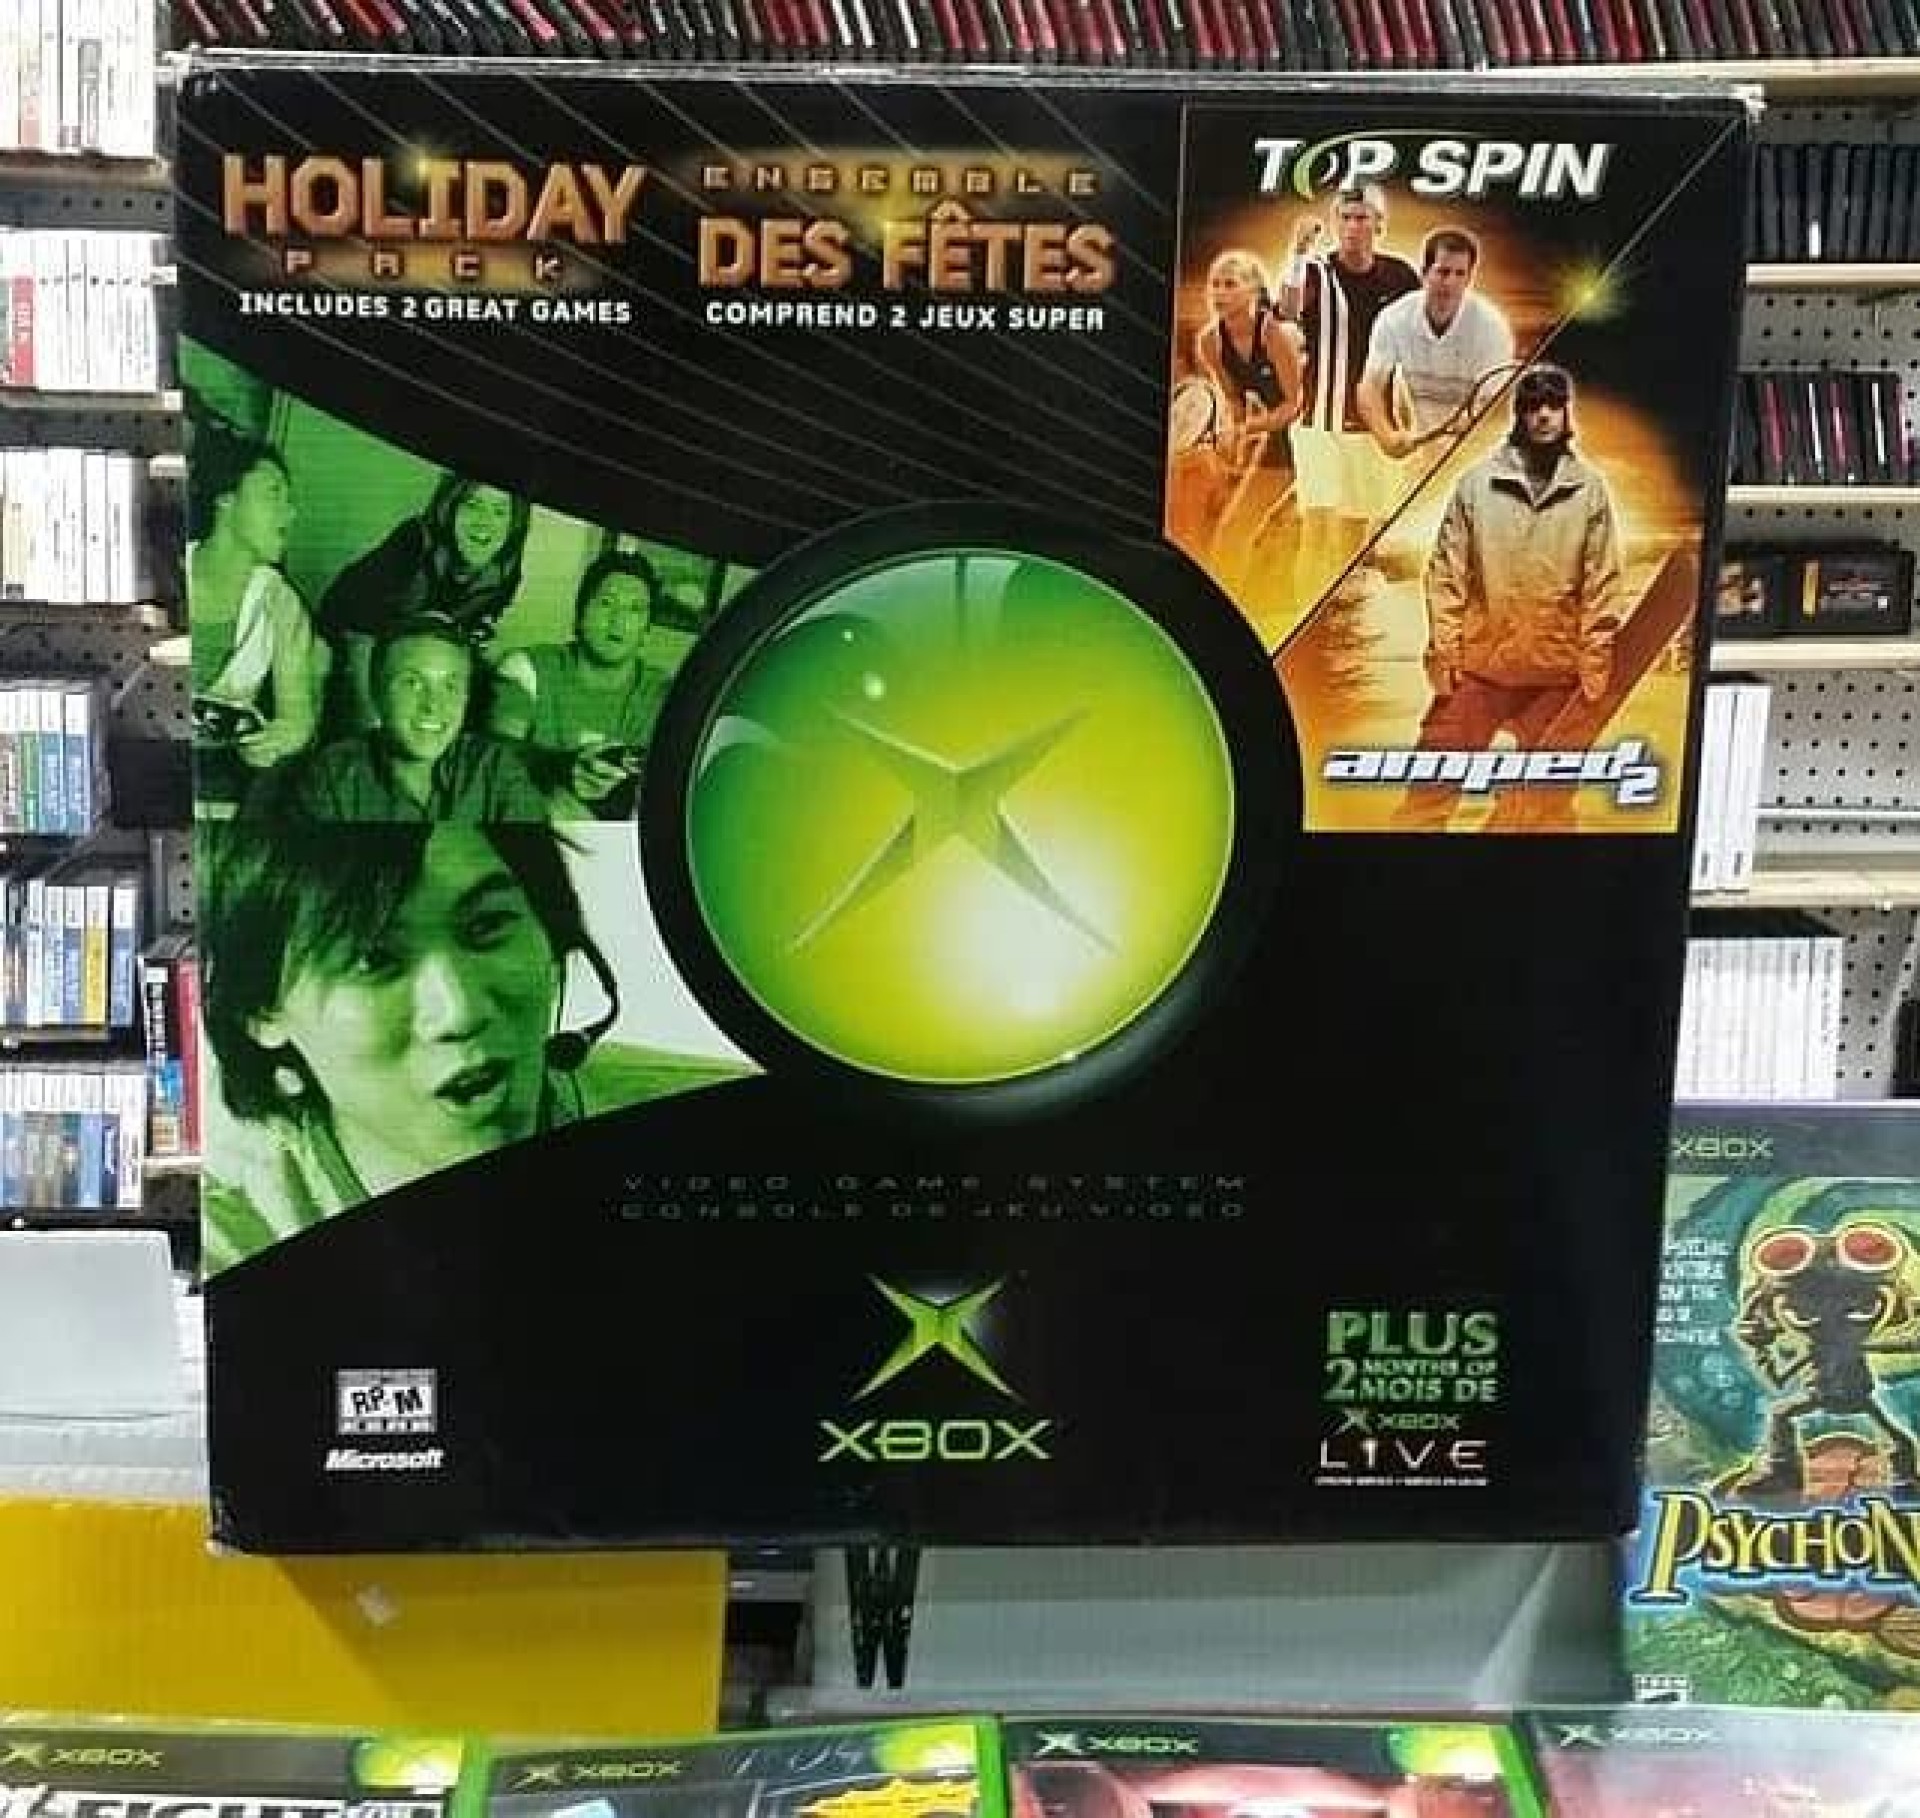 HOLIDAY
PACK
INCLUDES 2 GREAT GAMES
ENSEMBLE
DES FÊTES
COMPREND 2 JEUX SUPER
TOP SPIN
amped 2
VIDEO GAME SYSTEM
CONSOLE DE JEU VIDEO
XBOX
RP-M
Microsoft
PLUS
2 MONTHS OF
2 MOIS DE
XBOX
LIVE
XBOX
PSYCHON
XBOX
XBOX
XBOX
XBOX